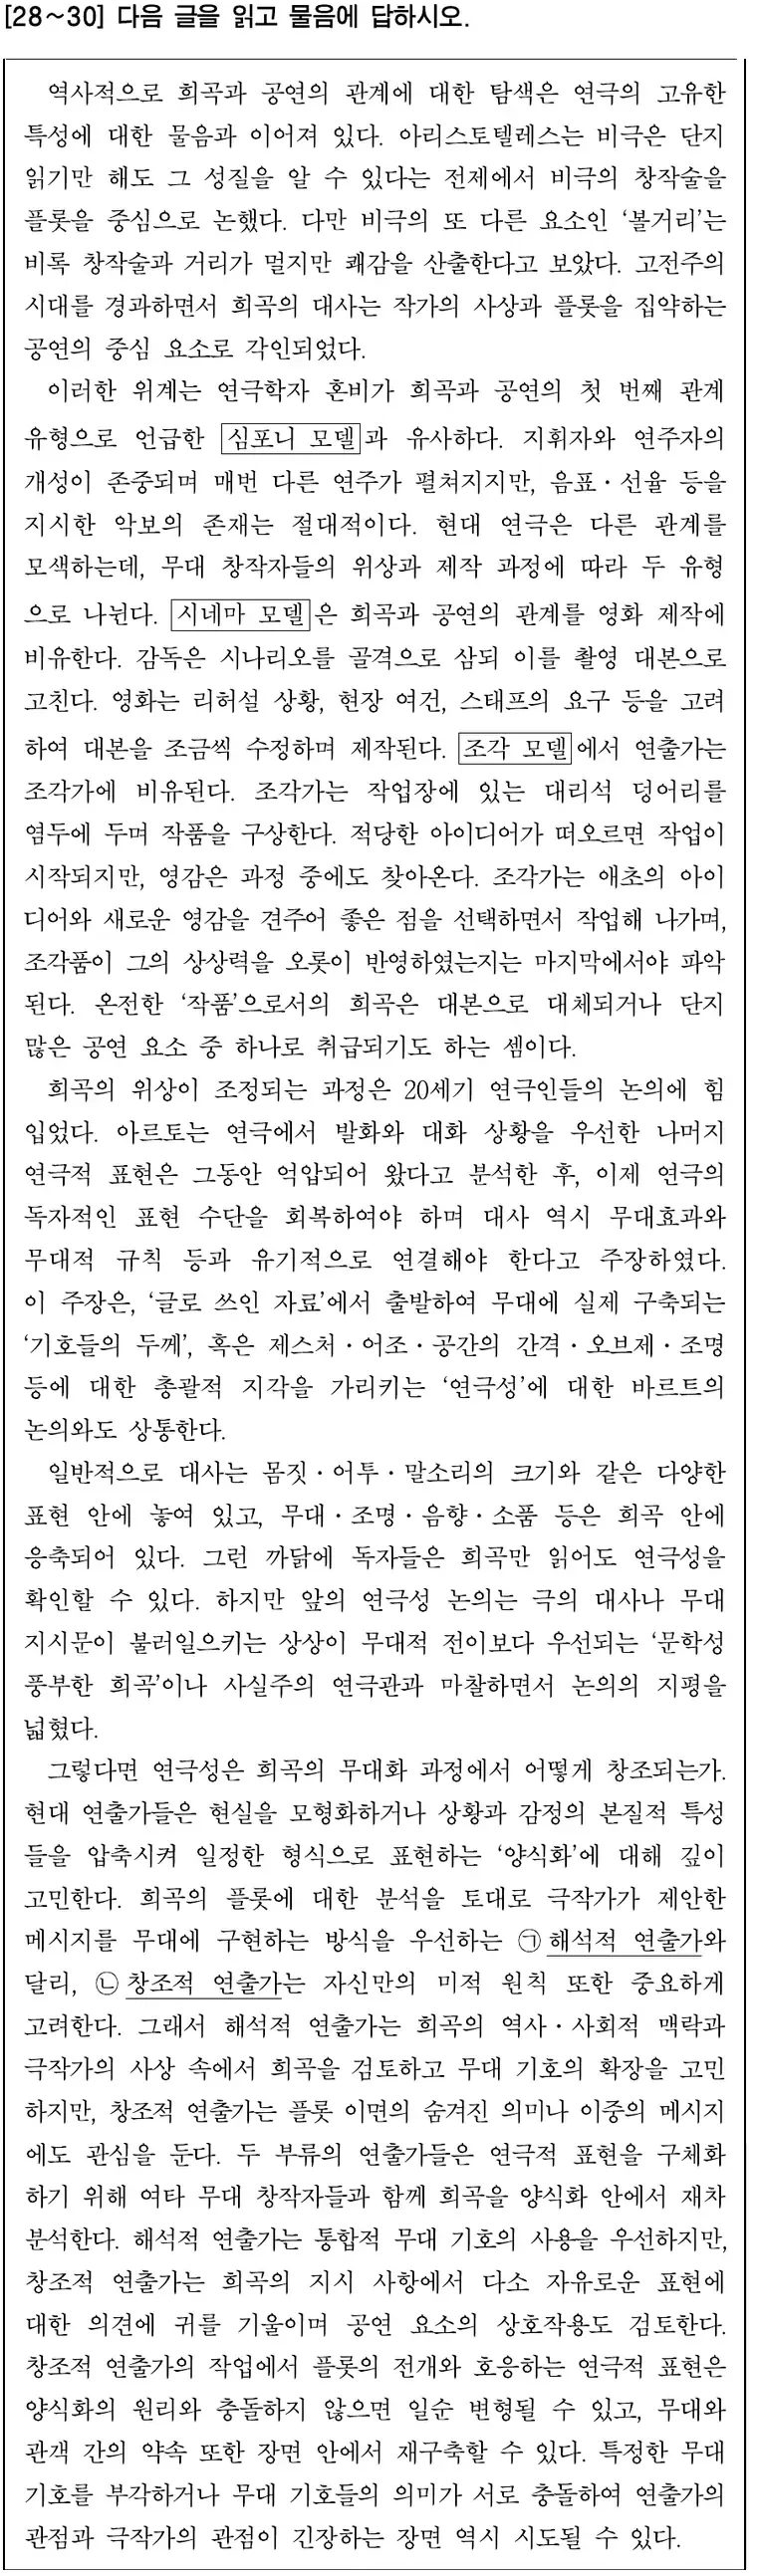 [28~30] 다음 글을 읽고 물음에 답하시오.
역사적으로 희곡과 공연의 관계에 대한 탐색은 연극의 고유한
특성에 대한 물음과 이어져 있다. 아리스토텔레스는 비극은 단지
읽기만 해도 그 성질을 알 수 있다는 전제에서 비극의 창작술을
플롯을 중심으로 논했다. 다만 비극의 또 다른 요소인 ‘볼거리’는
비록 창작술과 거리가 멀지만 쾌감을 산출한다고 보았다. 고전주의
시대를 경과하면서 희곡의 대사는 작가의 사상과 플롯을 집약하는
공연의 중심 요소로 각인되었다.
이러한 위계는 연극학자 혼비가 희곡과 공연의 첫 번째 관계
유형으로 언급한 심포니 모델과 유사하다. 지휘자와 연주자의
개성이 존중되며 매번 다른 연주가 펼쳐지지만, 음표·선율 등을
지시한 악보의 존재는 절대적이다. 현대 연극은 다른 관계를
모색하는데, 무대 창작자들의 위상과 제작 과정에 따라 두 유형
으로 나뉜다. 시네마 모델은 희곡과 공연의 관계를 영화 제작에
비유한다. 감독은 시나리오를 골격으로 삼되 이를 촬영 대본으로
고친다. 영화는 리허설 상황, 현장 여건, 스태프의 요구 등을 고려
하여 대본을 조금씩 수정하며 제작된다. 조각 모델에서 연출가는
조각가에 비유된다. 조각가는 작업장에 있는 대리석 덩어리를
염두에 두며 작품을 구상한다. 적당한 아이디어가 떠오르면 작업이
시작되지만, 영감은 과정 중에도 찾아온다. 조각가는 애초의 아이
디어와 새로운 영감을 견주어 좋은 점을 선택하면서 작업해 나가며,
조각품이 그의 상상력을 오롯이 반영하였는지는 마지막에서야 파악
된다. 온전한 ‘작품’으로서의 희곡은 대본으로 대체되거나 단지
많은 공연 요소 중 하나로 취급되기도 하는 셈이다.
희곡의 위상이 조정되는 과정은 20세기 연극인들의 논의에 힘
입었다. 아르토는 연극에서 발화와 대화 상황을 우선한 나머지
연극적 표현은 그동안 억압되어 왔다고 분석한 후, 이제 연극의
독자적인 표현 수단을 회복하여야 하며 대사 역시 무대효과와
무대적 규칙 등과 유기적으로 연결해야 한다고 주장하였다.
이 주장은, ‘글로 쓰인 자료’에서 출발하여 무대에 실제 구축되는
‘기호들의 두께’, 혹은 제스처·어조·공간의 간격·오브제·조명
등에 대한 총괄적 지각을 가리키는 ‘연극성’에 대한 바르트의
논의와도 상통한다.
일반적으로 대사는 몸짓·어투·말소리의 크기와 같은 다양한
표현 안에 놓여 있고, 무대·조명·음향·소품 등은 희곡 안에
응축되어 있다. 그런 까닭에 독자들은 희곡만 읽어도 연극성을
확인할 수 있다. 하지만 앞의 연극성 논의는 극의 대사나 무대
지시문이 불러일으키는 상상이 무대적 전이보다 우선되는 ‘문학성
풍부한 희곡’이나 사실주의 연극관과 마찰하면서 논의의 지평을
넓혔다.
그렇다면 연극성은 희곡의 무대화 과정에서 어떻게 창조되는가.
현대 연출가들은 현실을 모형화하거나 상황과 감정의 본질적 특성
들을 압축시켜 일정한 형식으로 표현하는 ‘양식화’에 대해 깊이
고민한다. 희곡의 플롯에 대한 분석을 토대로 극작가가 제안한
메시지를 무대에 구현하는 방식을 우선하는 ㉠해석적 연출가와
달리, ㉡창조적 연출가는 자신만의 미적 원칙 또한 중요하게
고려한다. 그래서 해석적 연출가는 희곡의 역사·사회적 맥락과
극작가의 사상 속에서 희곡을 검토하고 무대 기호의 확장을 고민
하지만, 창조적 연출가는 플롯 이면의 숨겨진 의미나 이중의 메시지
에도 관심을 둔다. 두 부류의 연출가들은 연극적 표현을 구체화
하기 위해 여타 무대 창작자들과 함께 희곡을 양식화 안에서 재차
분석한다. 해석적 연출가는 통합적 무대 기호의 사용을 우선하지만,
창조적 연출가는 희곡의 지시 사항에서 다소 자유로운 표현에
대한 의견에 귀를 기울이며 공연 요소의 상호작용도 검토한다.
창조적 연출가의 작업에서 플롯의 전개와 호응하는 연극적 표현은
양식화의 원리와 충돌하지 않으면 일순 변형될 수 있고, 무대와
관객 간의 약속 또한 장면 안에서 재구축할 수 있다. 특정한 무대
기호를 부각하거나 무대 기호들의 의미가 서로 충돌하여 연출가의
관점과 극작가의 관점이 긴장하는 장면 역시 시도될 수 있다.